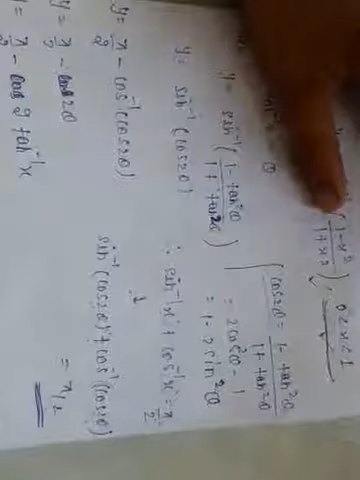 ( 1-x² / 1+x² ), 0<x<1
θ
y = sin⁻¹ ( 1-tan²θ / 1+tan²θ )
cos2θ = 1-tan²θ / 1+tan²θ
= 2cos²θ-1
= 1-2sin²θ
y = sin⁻¹ (cos2θ)
∵ sin⁻¹x + cos⁻¹x = π/2
y = π/2 - cos⁻¹(cos2θ)
sin⁻¹(cos2θ)+cos⁻¹(cos2θ)
= π/2
y = π/2 - 2θ
= π/2 - 2 tan⁻¹x